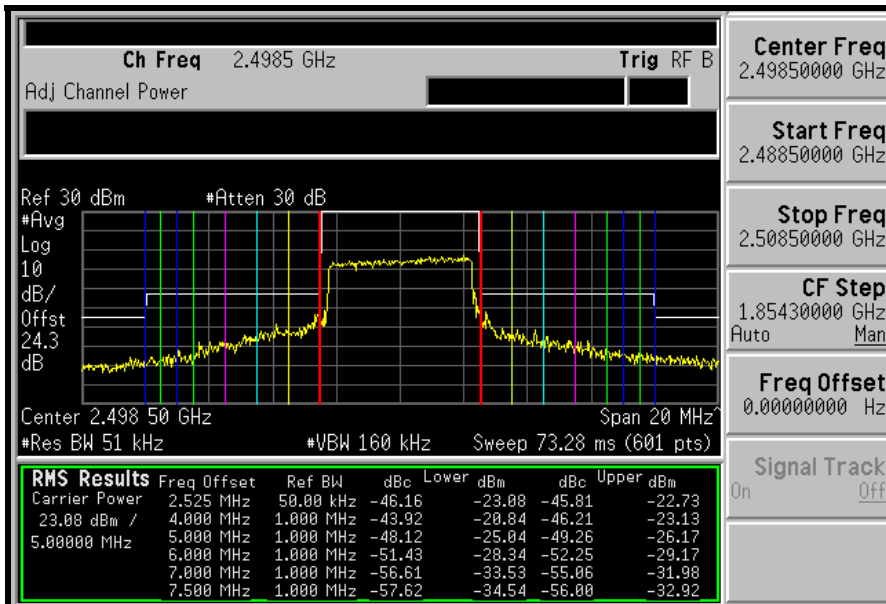 Ch Freq 2.4985 GHz Trig RF B
Adj Channel Power
Ref 30 dBm #Atten 30 dB
#Avg
Log
10
dB/
Offst
24.3
dB
Center 2.498 50 GHz Span 20 MHz^
#Res BW 51 kHz #VBW 160 kHz Sweep 73.28 ms (601 pts)
RMS Results Freq Offset Ref BW dBc Lower dBm dBc Upper dBm
Carrier Power 2.525 MHz 50.00 kHz -46.16 -23.08 -45.81 -22.73
23.08 dBm / 4.000 MHz 1.000 MHz -43.92 -20.84 -46.21 -23.13
5.00000 MHz 5.000 MHz 1.000 MHz -48.12 -25.04 -49.26 -26.17
6.000 MHz 1.000 MHz -51.43 -28.34 -52.25 -29.17
7.000 MHz 1.000 MHz -56.61 -33.53 -55.06 -31.98
7.500 MHz 1.000 MHz -57.62 -34.54 -56.00 -32.92
Center Freq
2.49850000 GHz
Start Freq
2.48850000 GHz
Stop Freq
2.50850000 GHz
CF Step
1.85430000 GHz
Auto Man
Freq Offset
0.00000000 Hz
Signal Track
On Off